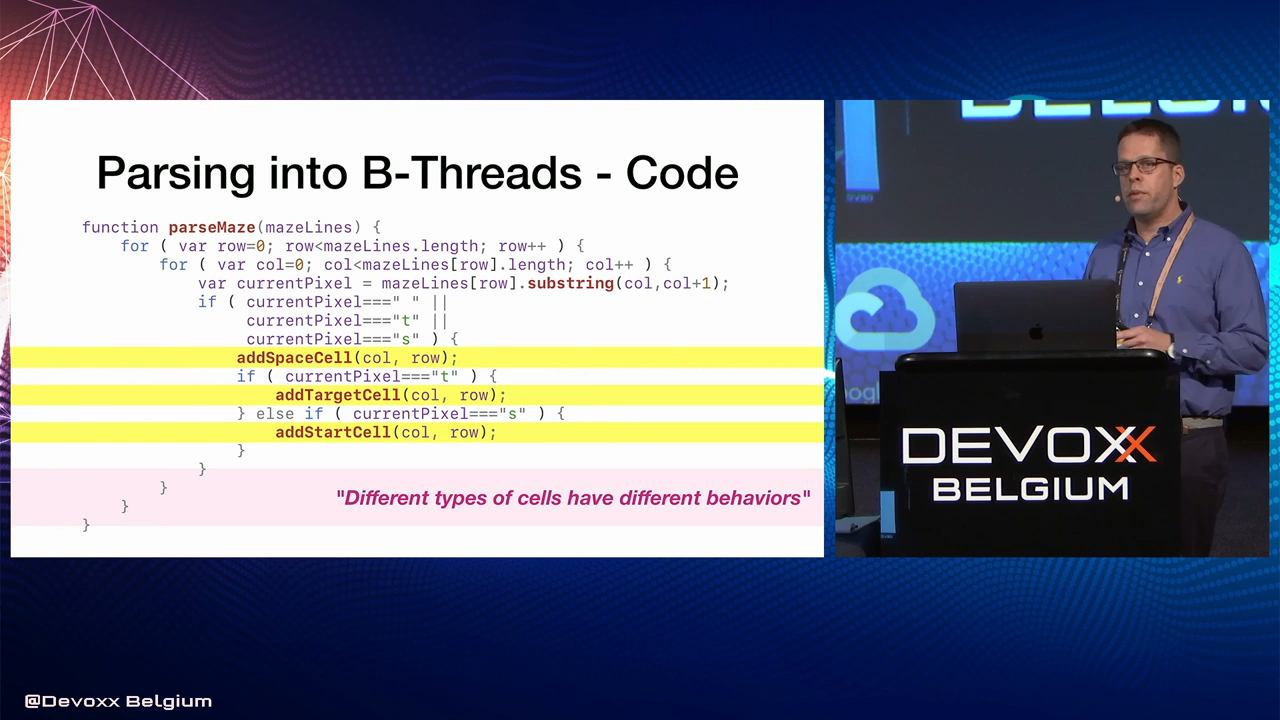 Parsing into B-Threads - Code
function parseMaze(mazeLines) {
for ( var row=0; row<mazeLines.length; row++ ) {
for ( var col=0; col<mazeLines[row].length; col++ ) {
var currentPixel = mazeLines[row].substring(col,col+1);
if ( currentPixel===" " ||
currentPixel==="t" ||
currentPixel==="s" ) {
addSpaceCell(col, row);
if ( currentPixel==="t" ) {
addTargetCell(col, row);
} else if ( currentPixel==="s" ) {
addStartCell(col, row);
}
}
}
"Different types of cells have different behaviors"
}
}
DEVOXX
BELGIUM
@Devoxx Belgium